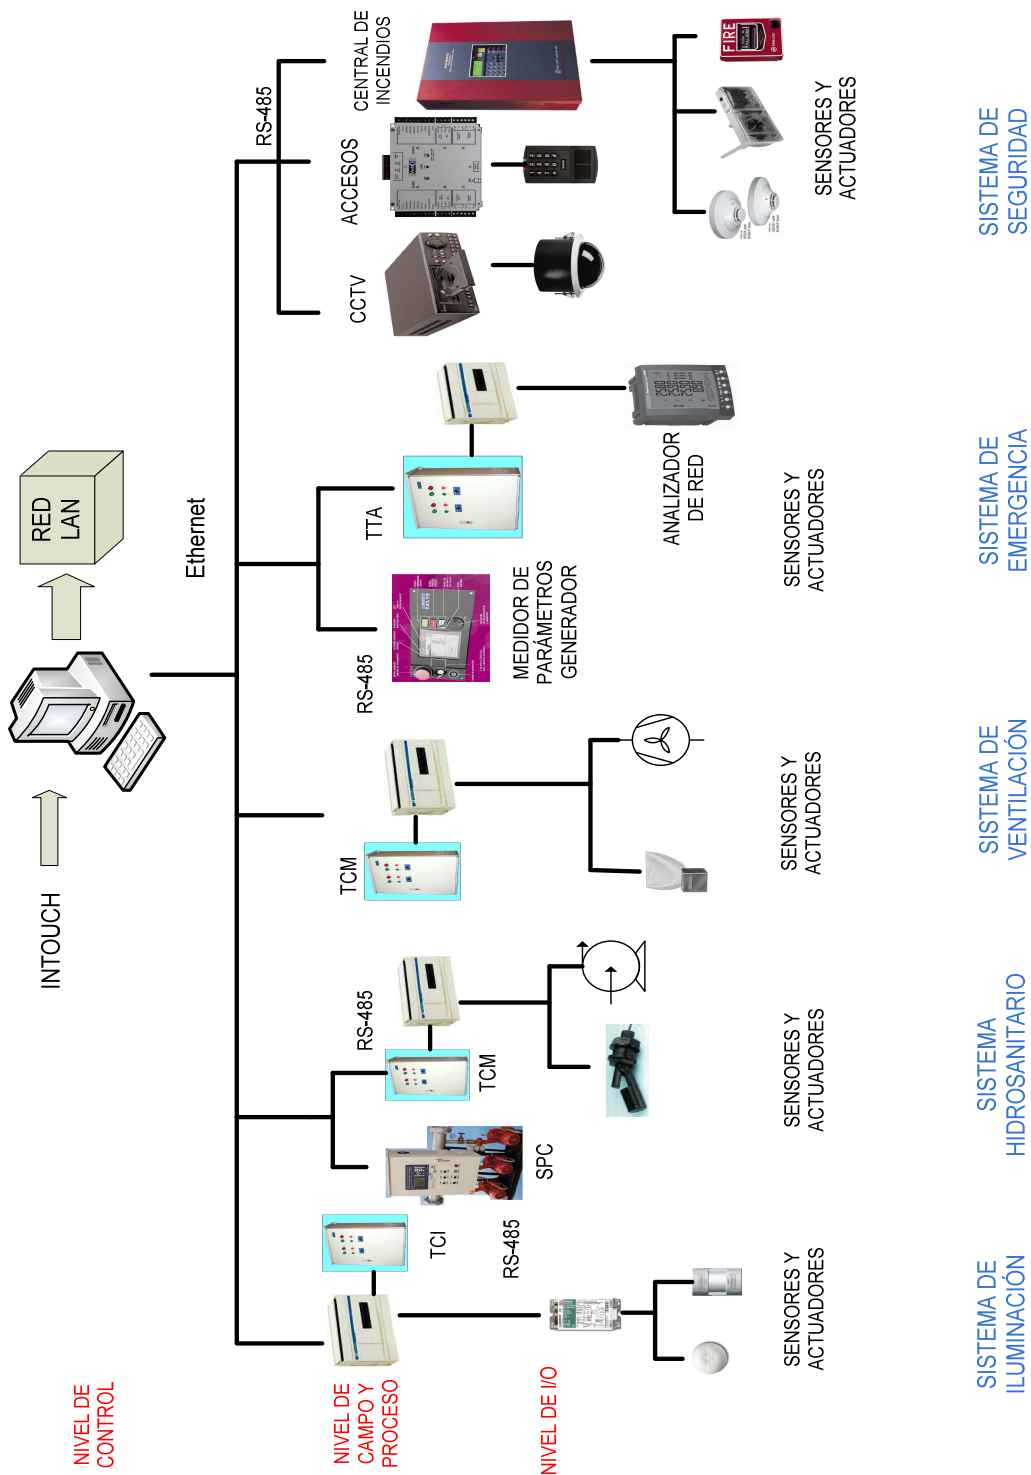 NIVEL DE
CONTROL
INTOUCH
RED
LAN
Ethernet
NIVEL DE
CAMPO Y
PROCESO
TCI
RS-485
SPC
TCM
RS-485
TCM
RS-485
MEDIDOR DE
PARÁMETROS
GENERADOR
TTA
ANALIZADOR
DE RED
RS-485
CCTV
ACCESOS
CENTRAL DE
INCENDIOS
FIRE
NIVEL DE I/O
SENSORES Y
ACTUADORES
SENSORES Y
ACTUADORES
SENSORES Y
ACTUADORES
SENSORES Y
ACTUADORES
SENSORES Y
ACTUADORES
SISTEMA DE
ILUMINACIÓN
SISTEMA
HIDROSANITARIO
SISTEMA DE
VENTILACIÓN
SISTEMA DE
EMERGENCIA
SISTEMA DE
SEGURIDAD